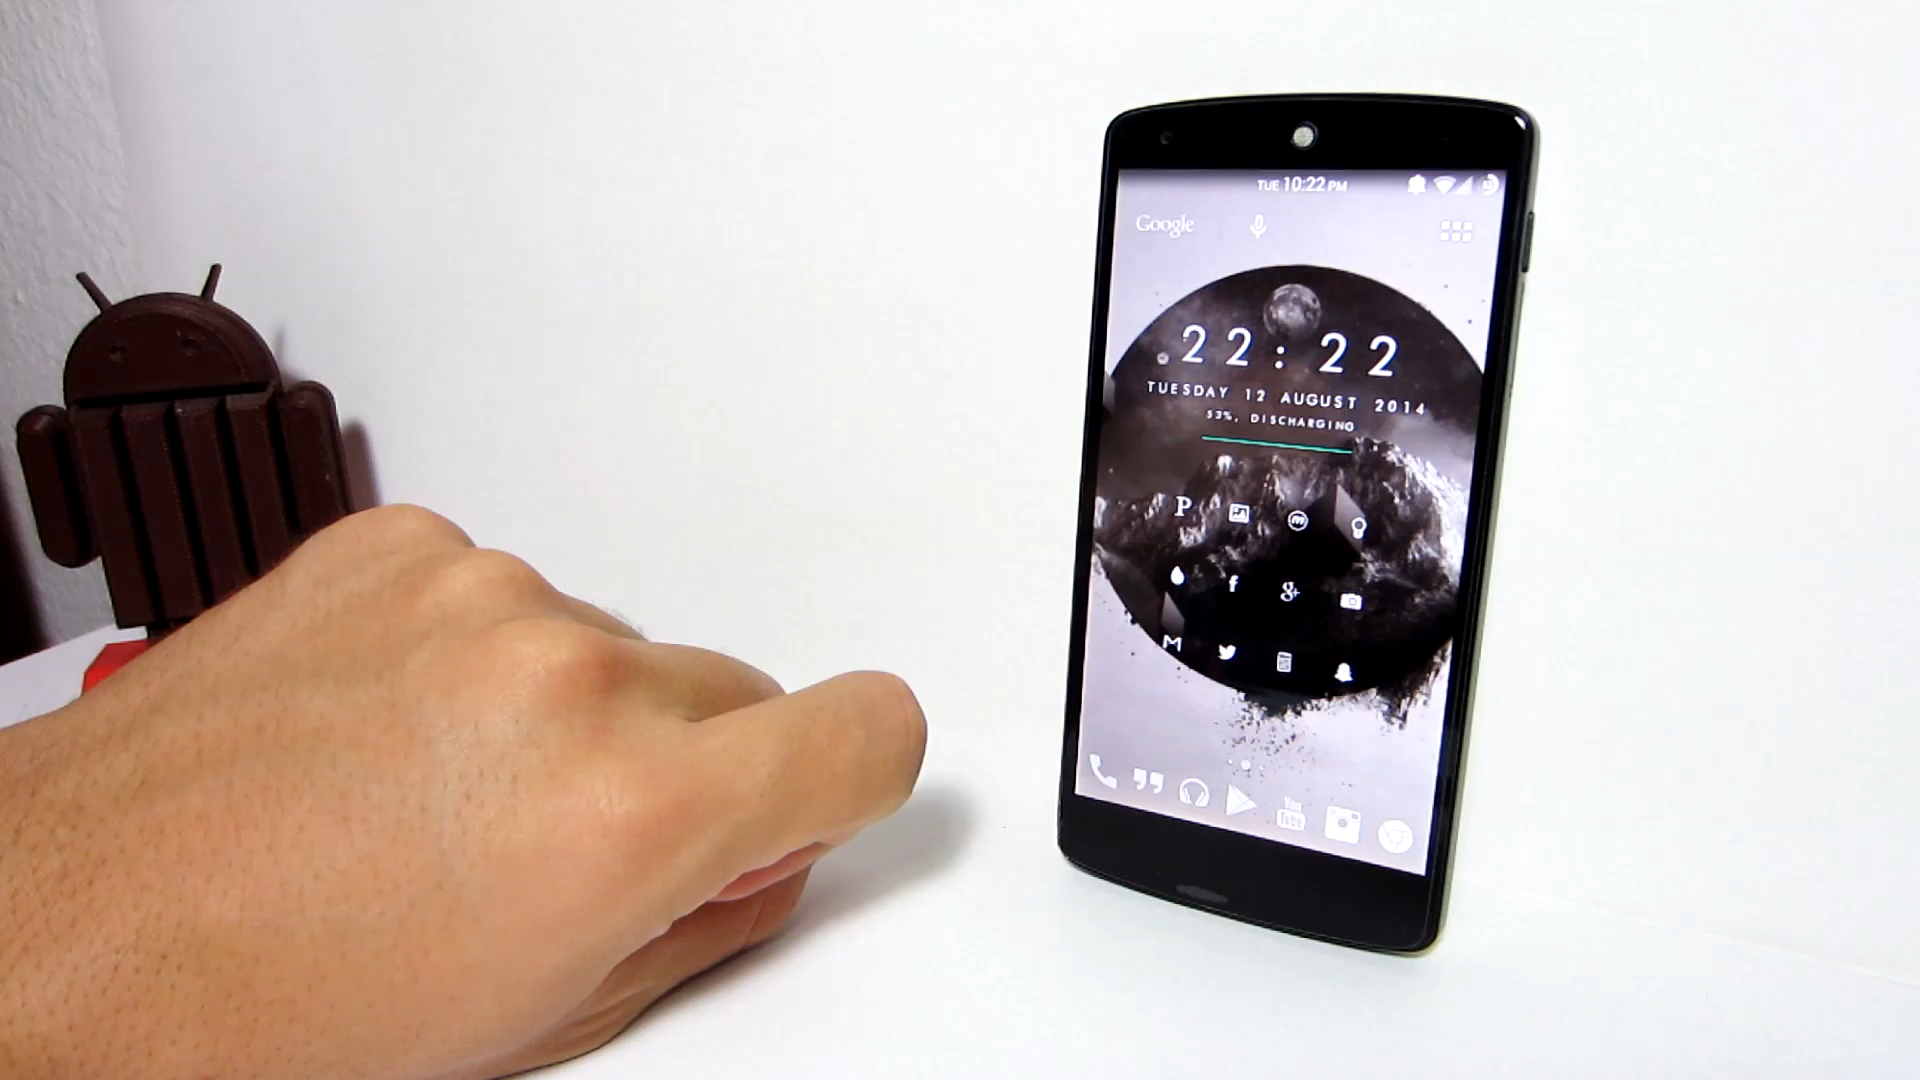 TUE 10:22 PM
Google
22:22
TUESDAY 12 AUGUST 2014
53%, DISCHARGING
P
f
g+
M
You
Tube